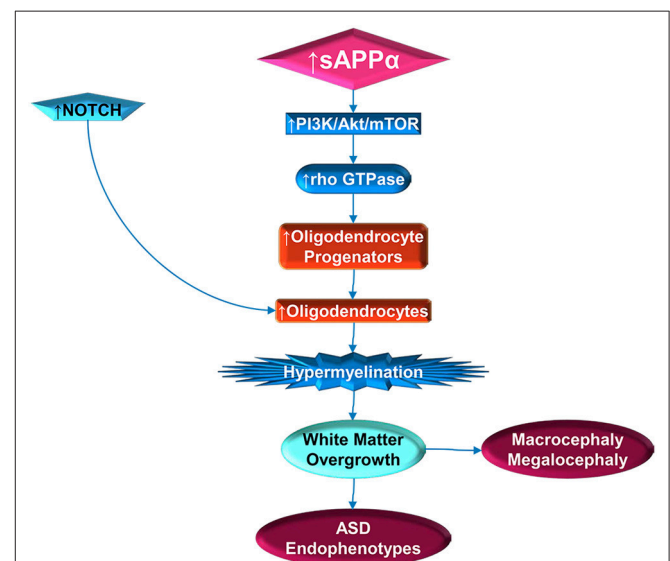 ↑sAPPα
↑NOTCH
↑PI3K/Akt/mTOR
↑rho GTPase
↑Oligodendrocyte
Progenators
↑Oligodendrocytes
Hypermyelination
White Matter
Overgrowth
Macrocephaly
Megalocephaly
ASD
Endophenotypes